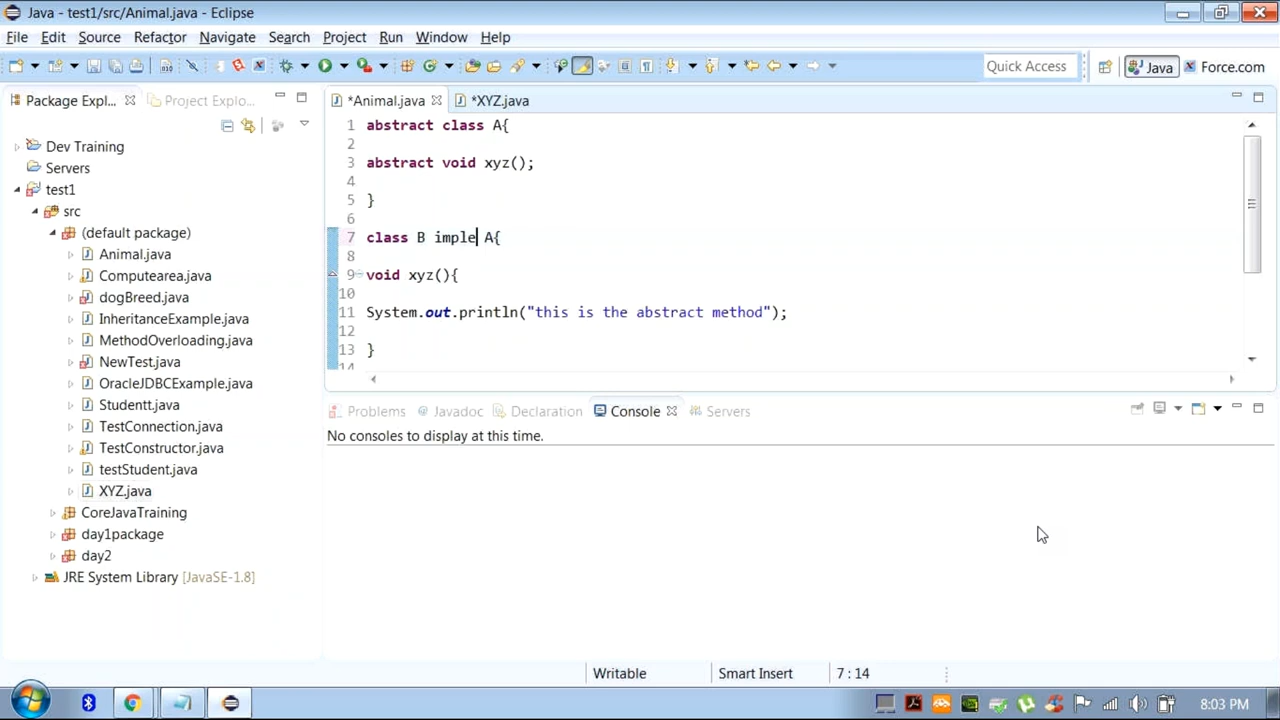 Java - test1/src/Animal.java - Eclipse
File Edit Source Refactor Navigate Search Project Run Window Help
Quick Access
Java
Force.com
Package Expl...
Project Explo...
*Animal.java
*XYZ.java
Dev Training
Servers
test1
src
(default package)
Animal.java
Computearea.java
dogBreed.java
InheritanceExample.java
MethodOverloading.java
NewTest.java
OracleJDBCExample.java
Studentt.java
TestConnection.java
TestConstructor.java
testStudent.java
XYZ.java
CoreJavaTraining
day1package
day2
JRE System Library [JavaSE-1.8]
1 abstract class A{
2
3 abstract void xyz();
4
5 }
6
7 class B imple A{
8
9 void xyz(){
10
11 System.out.println("this is the abstract method");
12
13 }
14
Problems @ Javadoc Declaration Console Servers
No consoles to display at this time.
Writable Smart Insert 7 : 14
8:03 PM